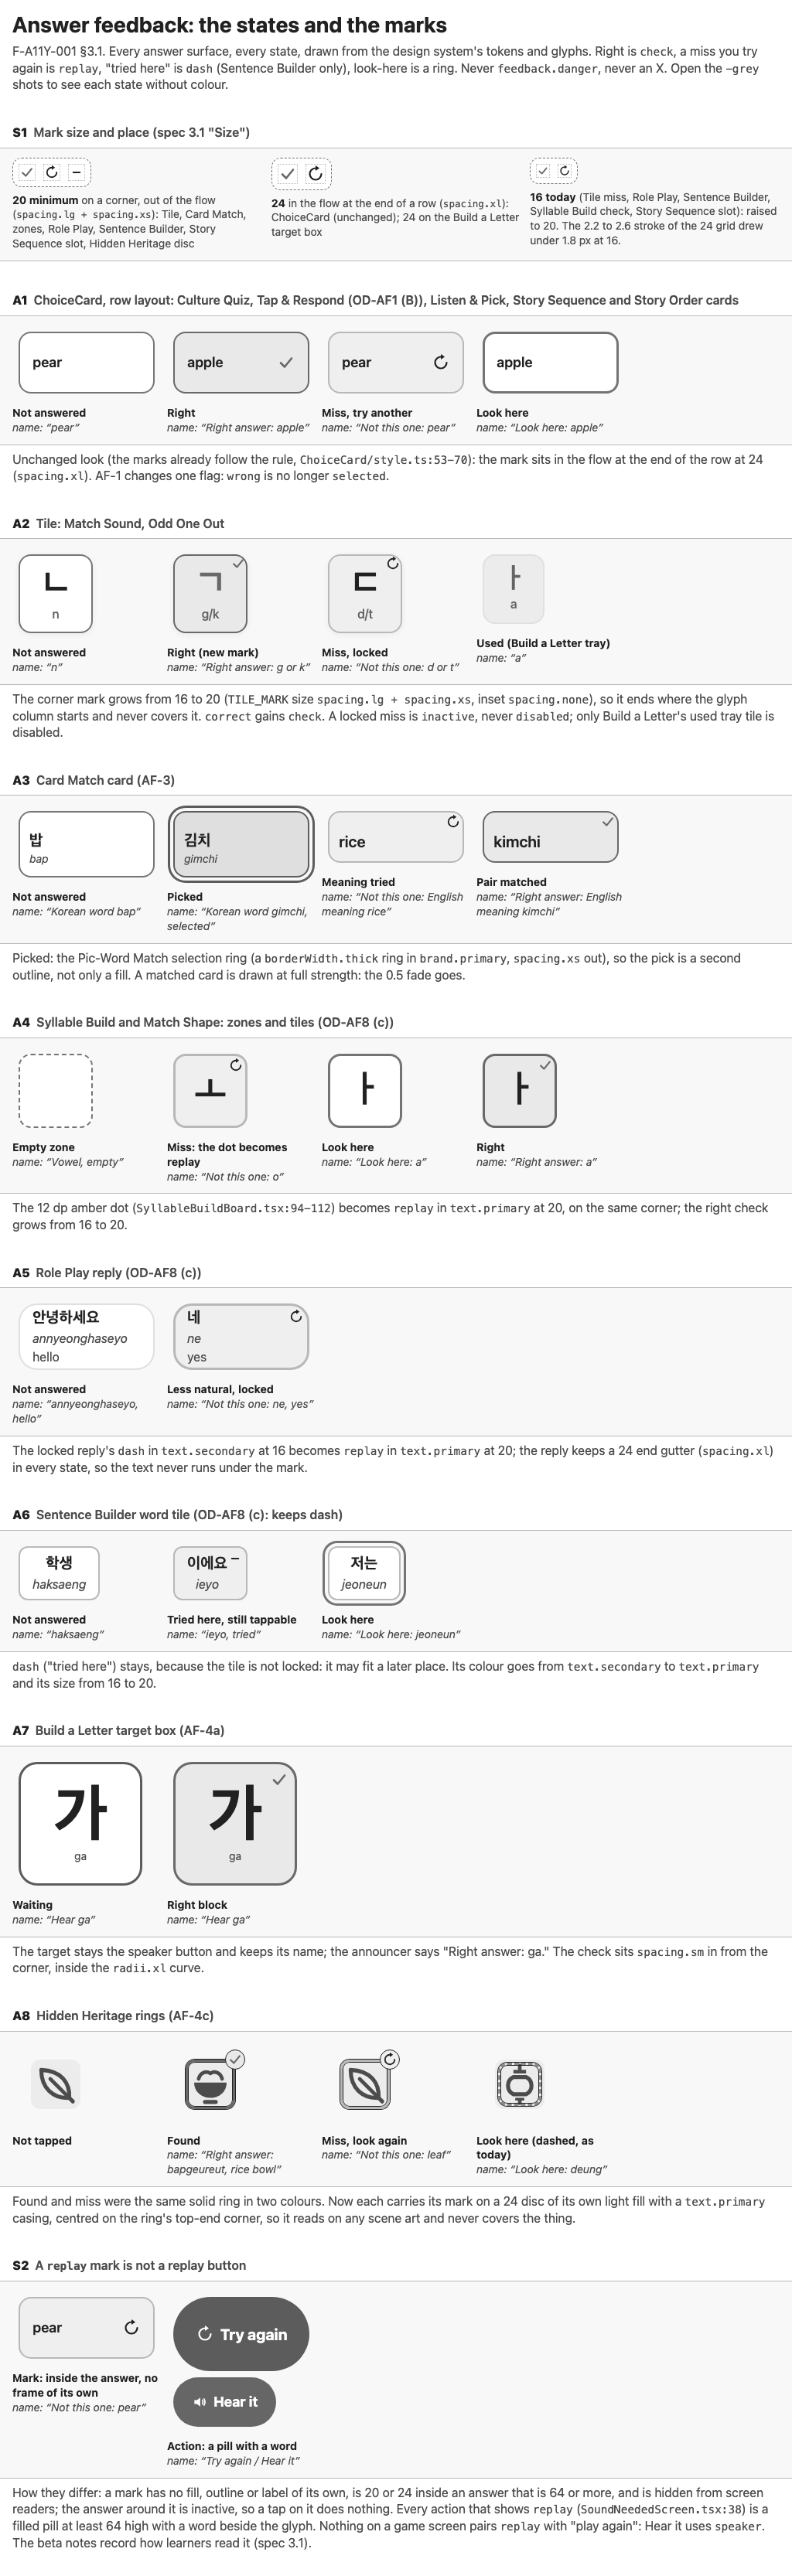 Answer feedback: the states and the marks
F-A11Y-001 §3.1. Every answer surface, every state, drawn from the design system's tokens and glyphs. Right is check, a miss you try
again is replay, "tried here" is dash (Sentence Builder only), look-here is a ring. Never feedback.danger, never an X. Open the –grey
shots to see each state without colour.
S1 Mark size and place (spec 3.1 "Size")
20 minimum on a corner, out of the flow
(spacing.lg + spacing.xs): Tile, Card Match,
zones, Role Play, Sentence Builder, Story
Sequence slot, Hidden Heritage disc
24 in the flow at the end of a row (spacing.xl):
ChoiceCard (unchanged); 24 on the Build a Letter
target box
16 today (Tile miss, Role Play, Sentence Builder,
Syllable Build check, Story Sequence slot): raised
to 20. The 2.2 to 2.6 stroke of the 24 grid drew
under 1.8 px at 16.
A1 ChoiceCard, row layout: Culture Quiz, Tap & Respond (OD-AF1 (B)), Listen & Pick, Story Sequence and Story Order cards
pear
Not answered
name: “pear”
apple
Right
name: “Right answer: apple”
pear
Miss, try another
name: “Not this one: pear”
apple
Look here
name: “Look here: apple”
Unchanged look (the marks already follow the rule, ChoiceCard/style.ts:53–70): the mark sits in the flow at the end of the row at 24
(spacing.xl). AF-1 changes one flag: wrong is no longer selected.
A2 Tile: Match Sound, Odd One Out
ㄴ
n
Not answered
name: “n”
ㄱ
g/k
Right (new mark)
name: “Right answer: g or k”
ㄷ
d/t
Miss, locked
name: “Not this one: d or t”
ㅏ
a
Used (Build a Letter tray)
name: “a”
The corner mark grows from 16 to 20 (TILE_MARK size spacing.lg + spacing.xs, inset spacing.none), so it ends where the glyph
column starts and never covers it. correct gains check. A locked miss is inactive, never disabled; only Build a Letter's used tray tile is
disabled.
A3 Card Match card (AF-3)
밥
bap
Not answered
name: “Korean word bap”
김치
gimchi
Picked
name: “Korean word gimchi,
selected”
rice
Meaning tried
name: “Not this one: English
meaning rice”
kimchi
Pair matched
name: “Right answer: English
meaning kimchi”
Picked: the Pic-Word Match selection ring (a borderWidth.thick ring in brand.primary, spacing.xs out), so the pick is a second
outline, not only a fill. A matched card is drawn at full strength: the 0.5 fade goes.
A4 Syllable Build and Match Shape: zones and tiles (OD-AF8 (c))
Empty zone
name: “Vowel, empty”
ㅗ
Miss: the dot becomes
replay
name: “Not this one: o”
ㅏ
Look here
name: “Look here: a”
ㅏ
Right
name: “Right answer: a”
The 12 dp amber dot (SyllableBuildBoard.tsx:94–112) becomes replay in text.primary at 20, on the same corner; the right check
grows from 16 to 20.
A5 Role Play reply (OD-AF8 (c))
안녕하세요
annyeonghaseyo
hello
Not answered
name: “annyeonghaseyo,
hello”
네
ne
yes
Less natural, locked
name: “Not this one: ne, yes”
The locked reply's dash in text.secondary at 16 becomes replay in text.primary at 20; the reply keeps a 24 end gutter (spacing.xl)
in every state, so the text never runs under the mark.
A6 Sentence Builder word tile (OD-AF8 (c): keeps dash)
학생
haksaeng
Not answered
name: “haksaeng”
이에요
ieyo
Tried here, still tappable
name: “ieyo, tried”
저는
jeoneun
Look here
name: “Look here: jeoneun”
dash ("tried here") stays, because the tile is not locked: it may fit a later place. Its colour goes from text.secondary to text.primary
and its size from 16 to 20.
A7 Build a Letter target box (AF-4a)
가
ga
Waiting
name: “Hear ga”
가
ga
Right block
name: “Hear ga”
The target stays the speaker button and keeps its name; the announcer says "Right answer: ga." The check sits spacing.sm in from the
corner, inside the radii.xl curve.
A8 Hidden Heritage rings (AF-4c)
Not tapped
Found
name: “Right answer:
bapgeureut, rice bowl”
Miss, look again
name: “Not this one: leaf”
Look here (dashed, as
today)
name: “Look here: deung”
Found and miss were the same solid ring in two colours. Now each carries its mark on a 24 disc of its own light fill with a text.primary
casing, centred on the ring's top-end corner, so it reads on any scene art and never covers the thing.
S2 A replay mark is not a replay button
pear
Mark: inside the answer, no
frame of its own
name: “Not this one: pear”
Try again
Hear it
Action: a pill with a word
name: “Try again / Hear it”
How they differ: a mark has no fill, outline or label of its own, is 20 or 24 inside an answer that is 64 or more, and is hidden from screen
readers; the answer around it is inactive, so a tap on it does nothing. Every action that shows replay (SoundNeededScreen.tsx:38) is a
filled pill at least 64 high with a word beside the glyph. Nothing on a game screen pairs replay with "play again": Hear it uses speaker.
The beta notes record how learners read it (spec 3.1).